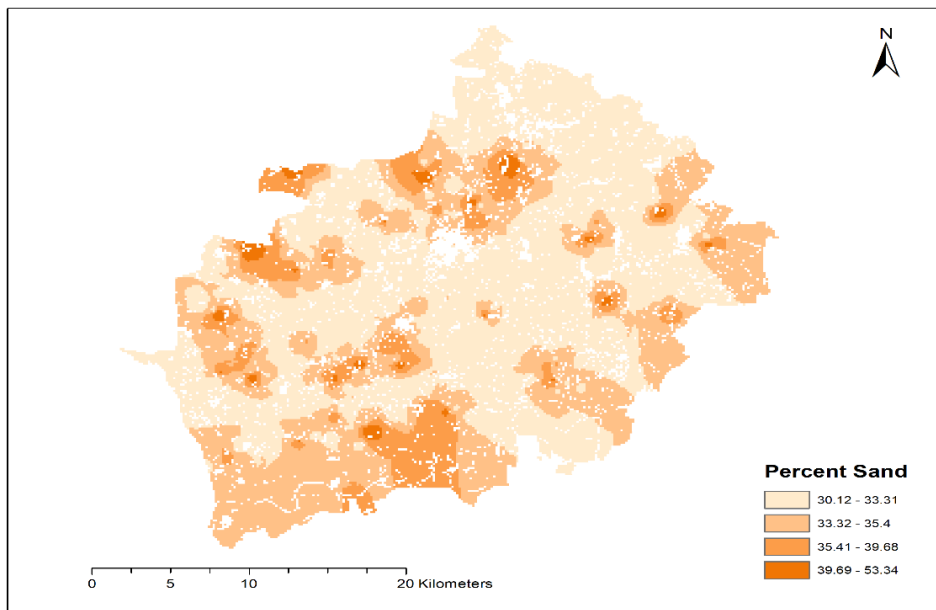 N
Percent Sand
30.12 - 33.31
33.32 - 35.4
35.41 - 39.68
39.69 - 53.34
0 5 10 20 Kilometers